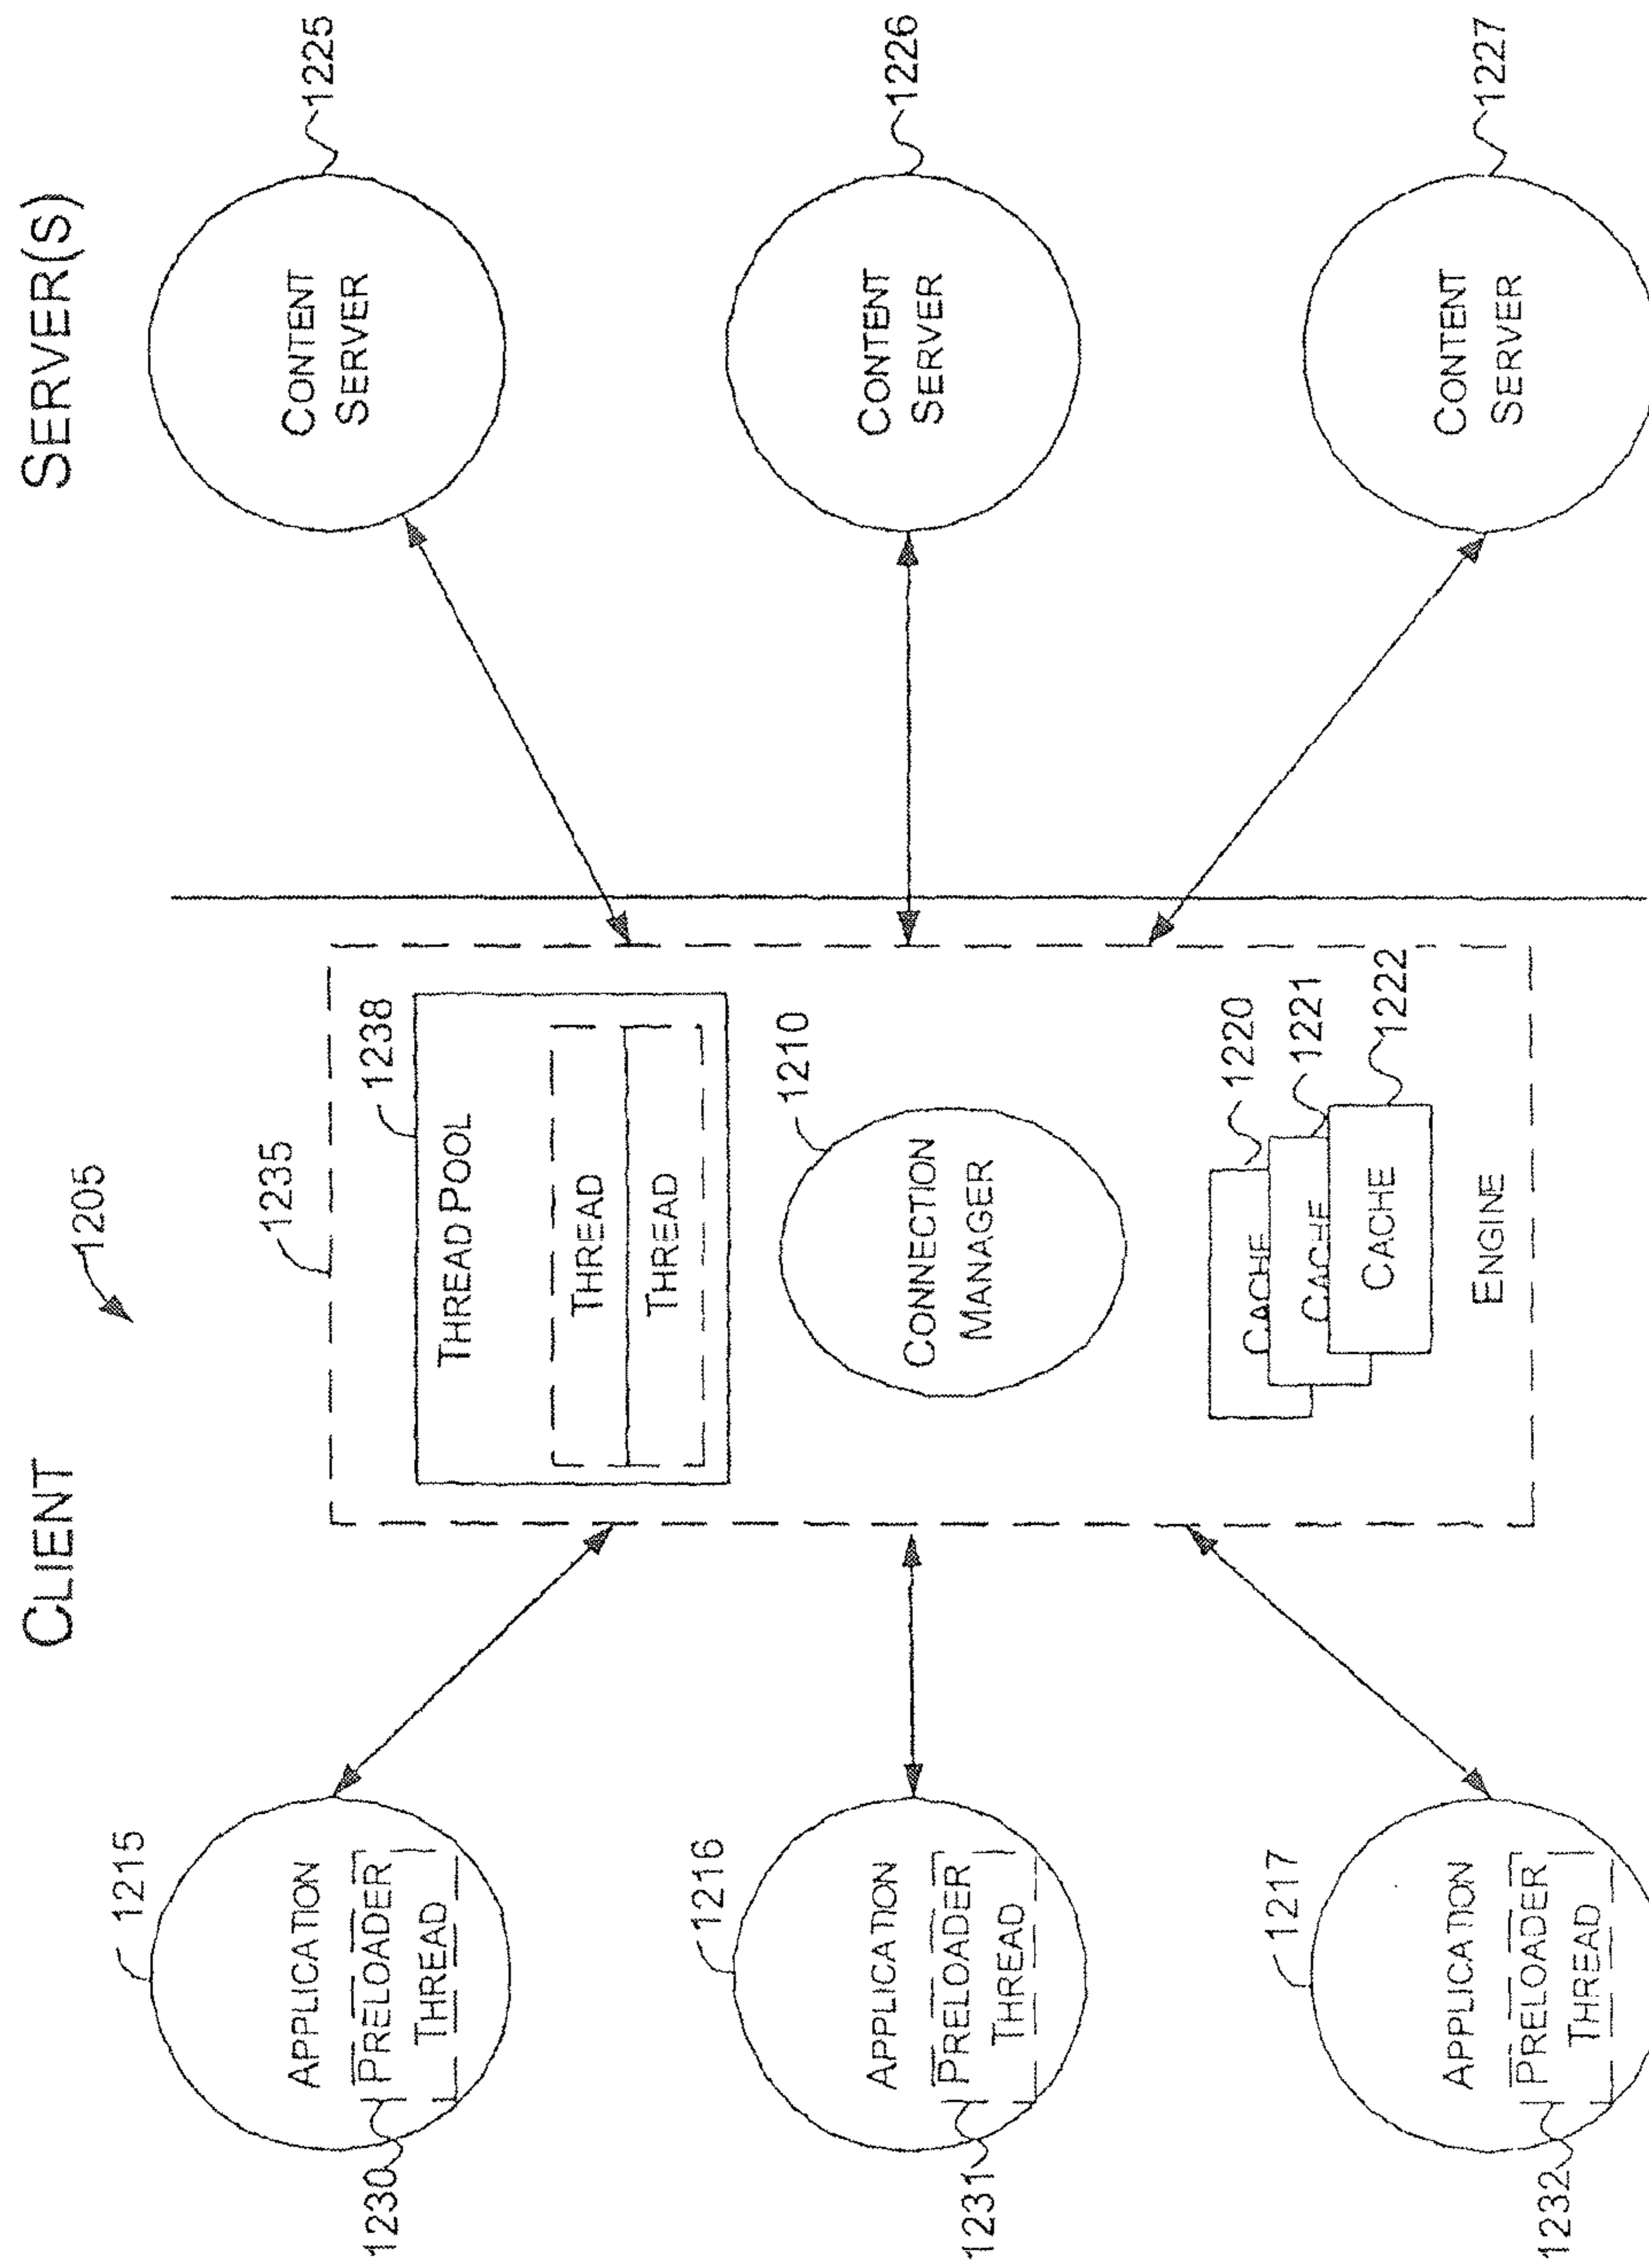 CLIENT
SERVER(S)
1205
1215
APPLICATION
PRELOADER
THREAD
1230
1216
APPLICATION
PRELOADER
THREAD
1231
1217
APPLICATION
PRELOADER
THREAD
1232
1235
THREAD POOL
1238
THREAD
THREAD
CONNECTION
MANAGER
1210
CACHE
1220
CACHE
1221
CACHE
1222
ENGINE
CONTENT
SERVER
1225
CONTENT
SERVER
1226
CONTENT
SERVER
1227